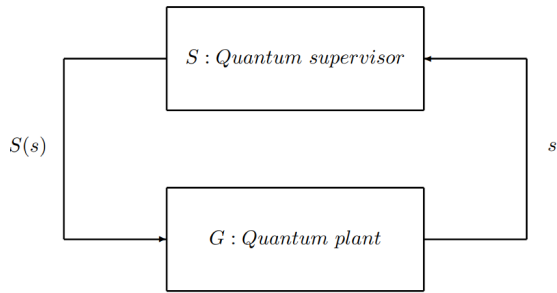 S : Quantum supervisor
S(s)
s
G : Quantum plant